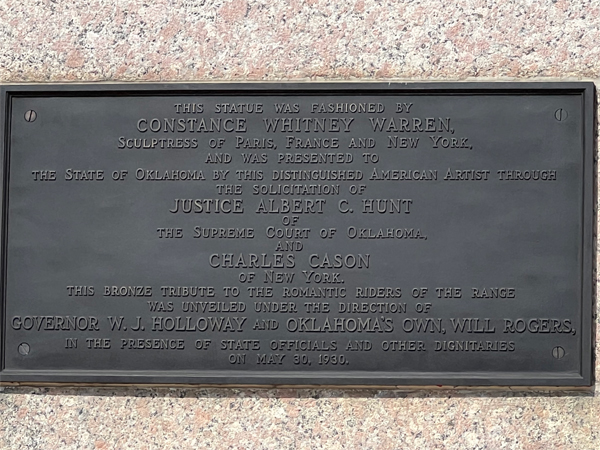 THIS STATUE WAS FASHIONED BY
CONSTANCE WHITNEY WARREN,
SCULPTRESS OF PARIS, FRANCE AND NEW YORK,
AND WAS PRESENTED TO
THE STATE OF OKLAHOMA BY THIS DISTINGUISHED AMERICAN ARTIST THROUGH
THE SOLICITATION OF
JUSTICE ALBERT C. HUNT
OF
THE SUPREME COURT OF OKLAHOMA,
AND
CHARLES CASON
OF NEW YORK.
THIS BRONZE TRIBUTE TO THE ROMANTIC RIDERS OF THE RANGE
WAS UNVEILED UNDER THE DIRECTION OF
GOVERNOR W. J. HOLLOWAY AND OKLAHOMA'S OWN, WILL ROGERS,
IN THE PRESENCE OF STATE OFFICIALS AND OTHER DIGNITARIES
ON MAY 30, 1930.